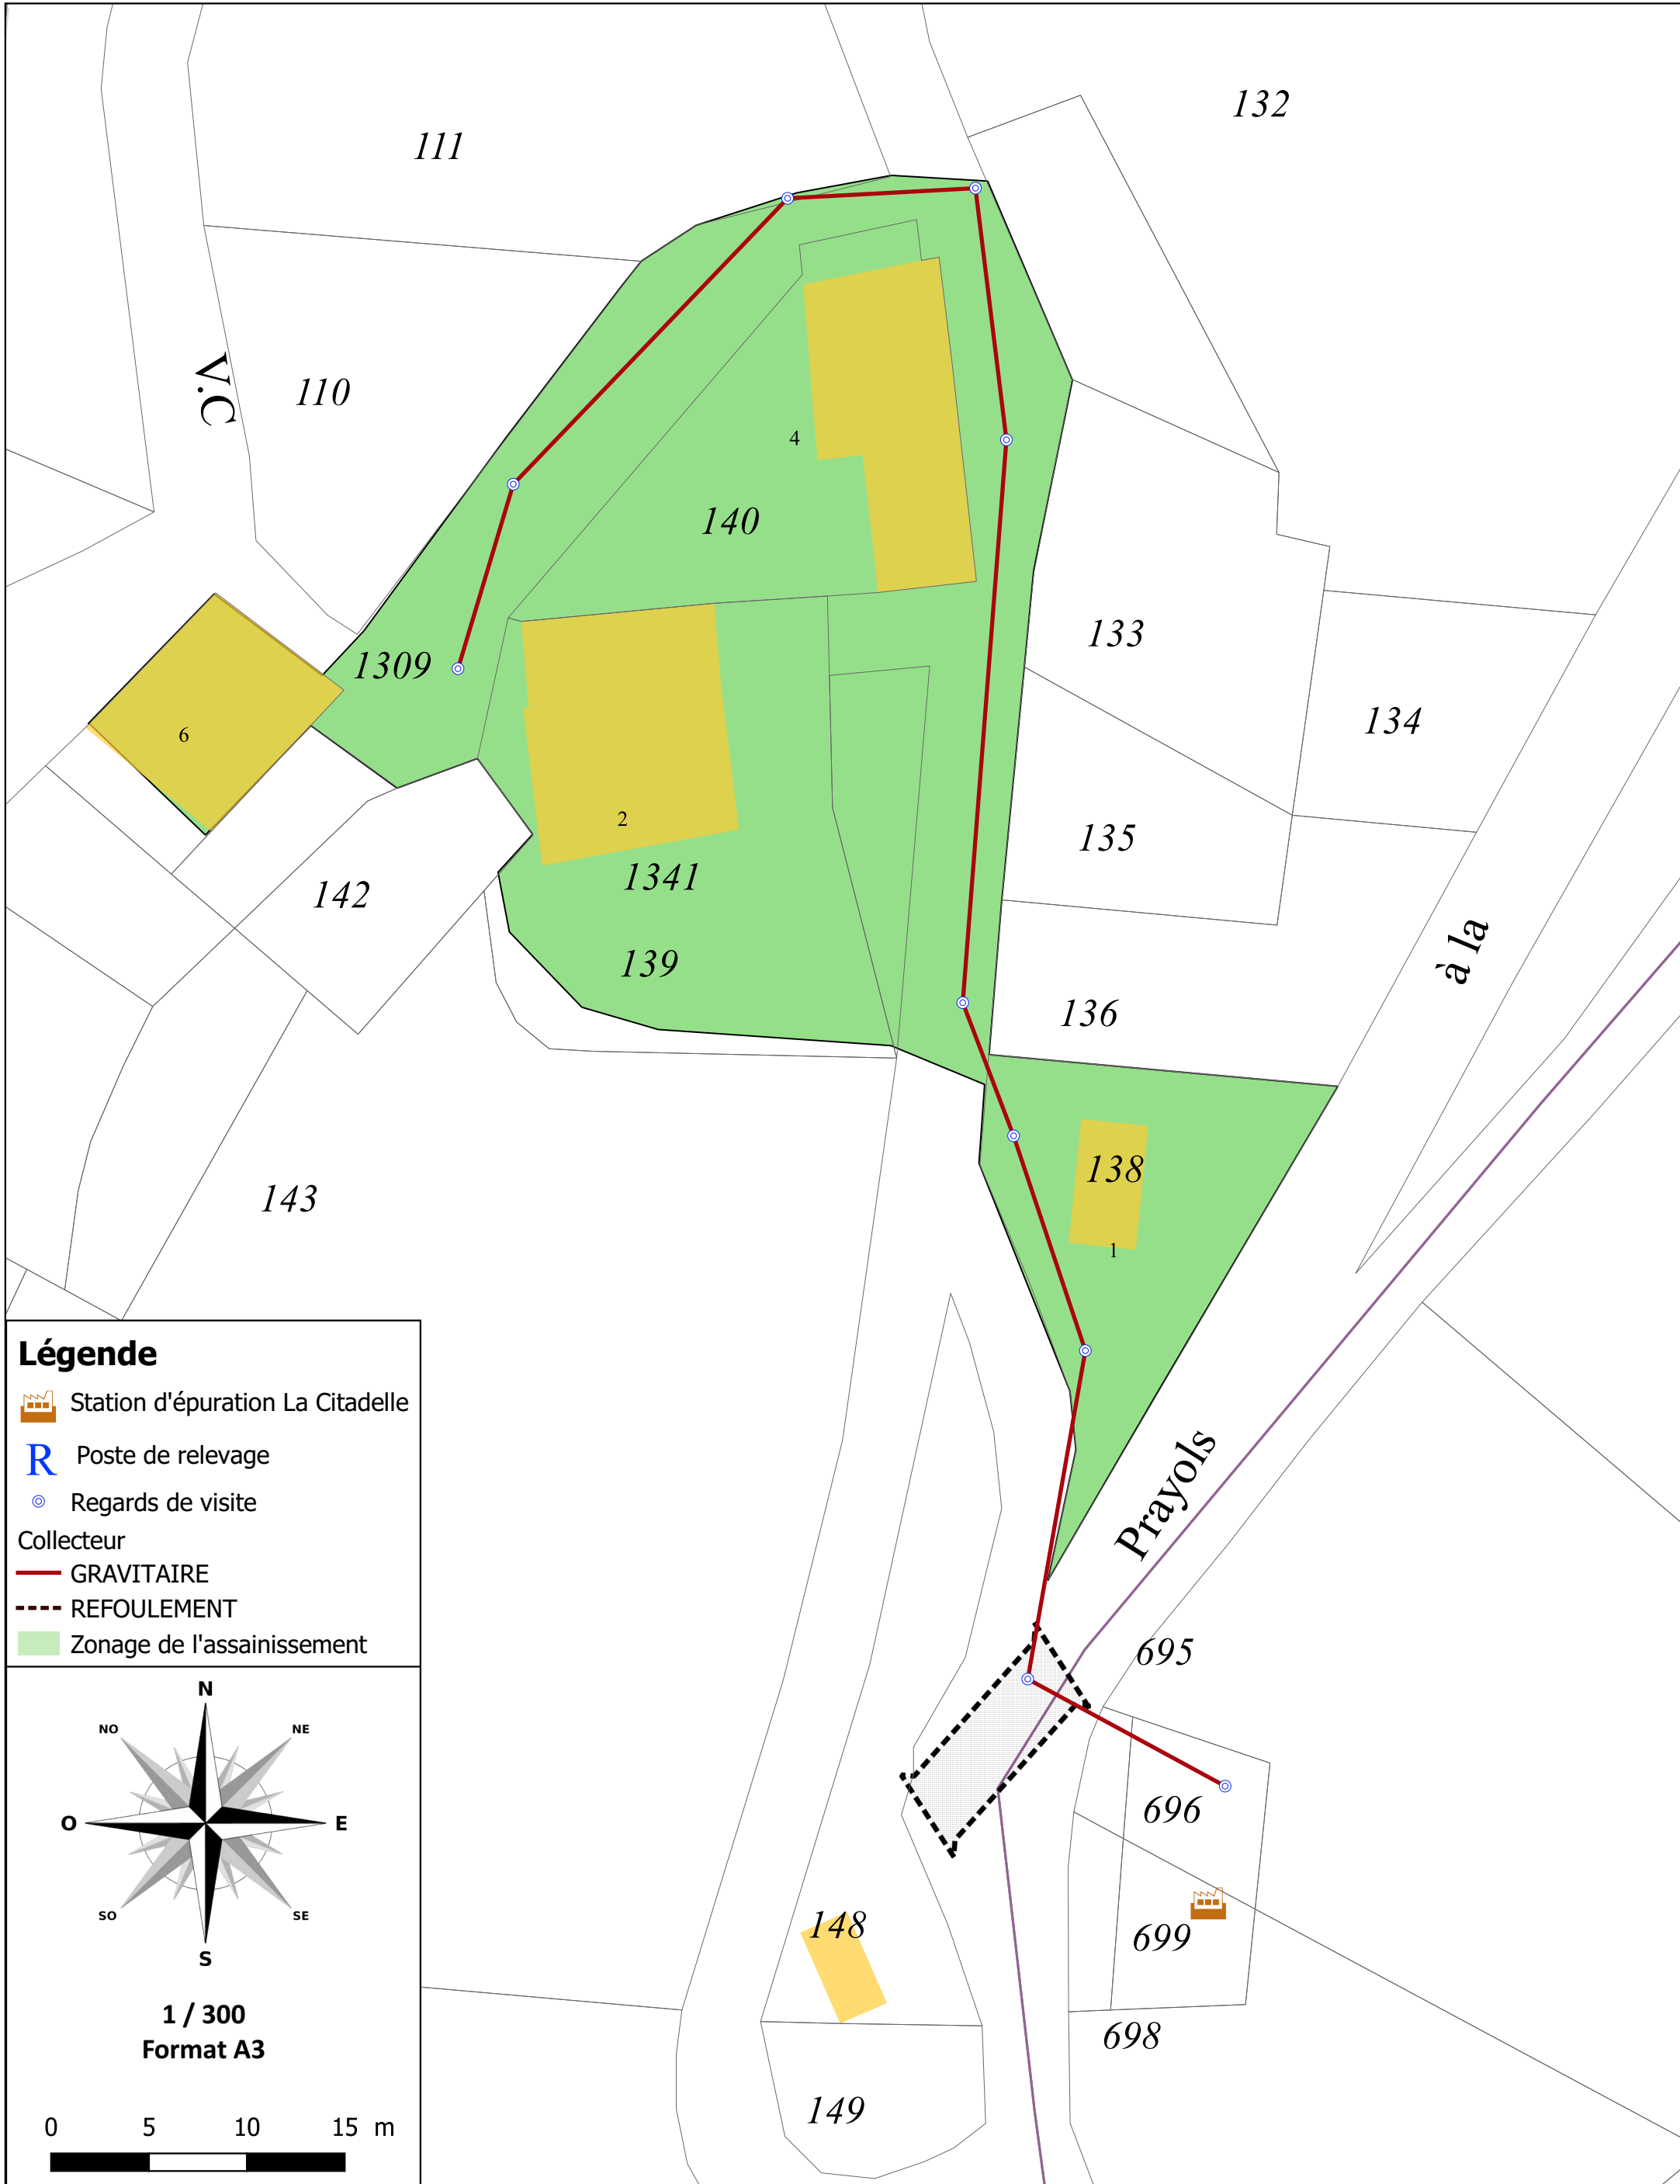 132
111
V.C
110
4
140
133
1309
134
6
2
135
1341
142
à la
139
136
138
143
1
Prayols
695
696
148
699
698
149
Légende
Station d'épuration La Citadelle
R Poste de relevage
Regards de visite
Collecteur
GRAVITAIRE
REFOULEMENT
Zonage de l'assainissement
N
NO NE
O E
SO SE
S
1 / 300
Format A3
0 5 10 15 m